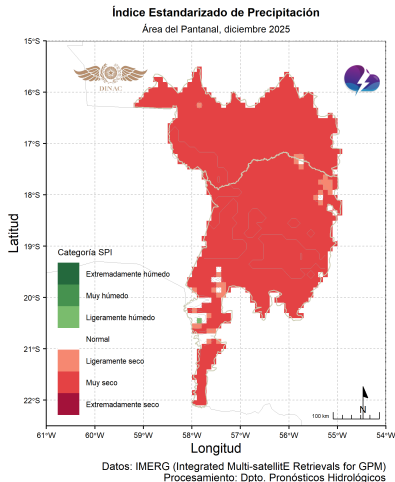 Índice Estandarizado de Precipitación
Área del Pantanal, diciembre 2025
15°S
16°S
17°S
18°S
19°S
20°S
21°S
22°S
Latitud
DINAC
Categoría SPI
Extremadamente húmedo
Muy húmedo
Ligeramente húmedo
Normal
Ligeramente seco
Muy seco
Extremadamente seco
100 km
N
61°W 60°W 59°W 58°W 57°W 56°W 55°W 54°W
Longitud
Datos: IMERG (Integrated Multi-satellitE Retrievals for GPM)
Procesamiento: Dpto. Pronósticos Hidrológicos